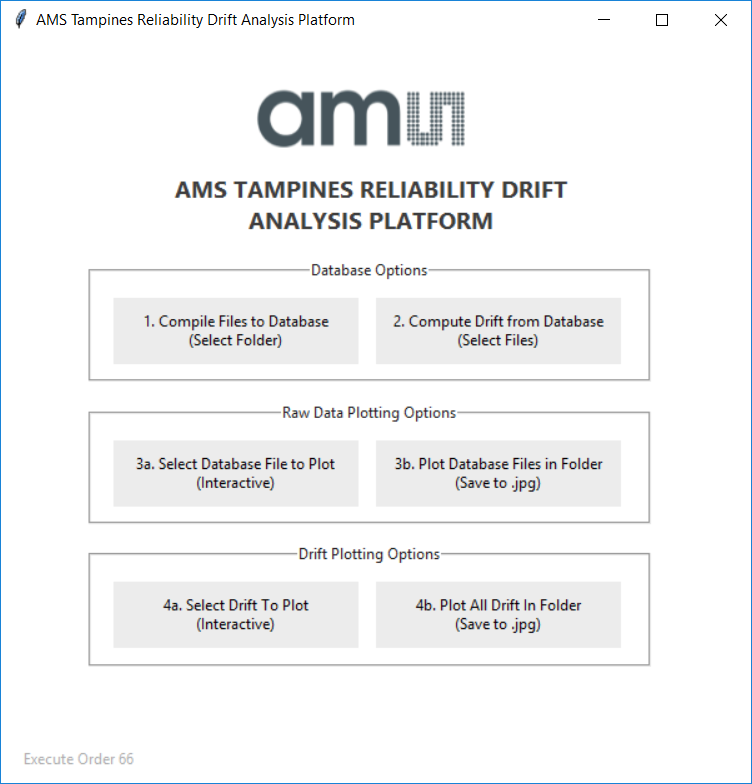 AMS Tampines Reliability Drift Analysis Platform
am
AMS TAMPINES RELIABILITY DRIFT
ANALYSIS PLATFORM
Database Options
1. Compile Files to Database
(Select Folder)
2. Compute Drift from Database
(Select Files)
Raw Data Plotting Options
3a. Select Database File to Plot
(Interactive)
3b. Plot Database Files in Folder
(Save to .jpg)
Drift Plotting Options
4a. Select Drift To Plot
(Interactive)
4b. Plot All Drift In Folder
(Save to .jpg)
Execute Order 66